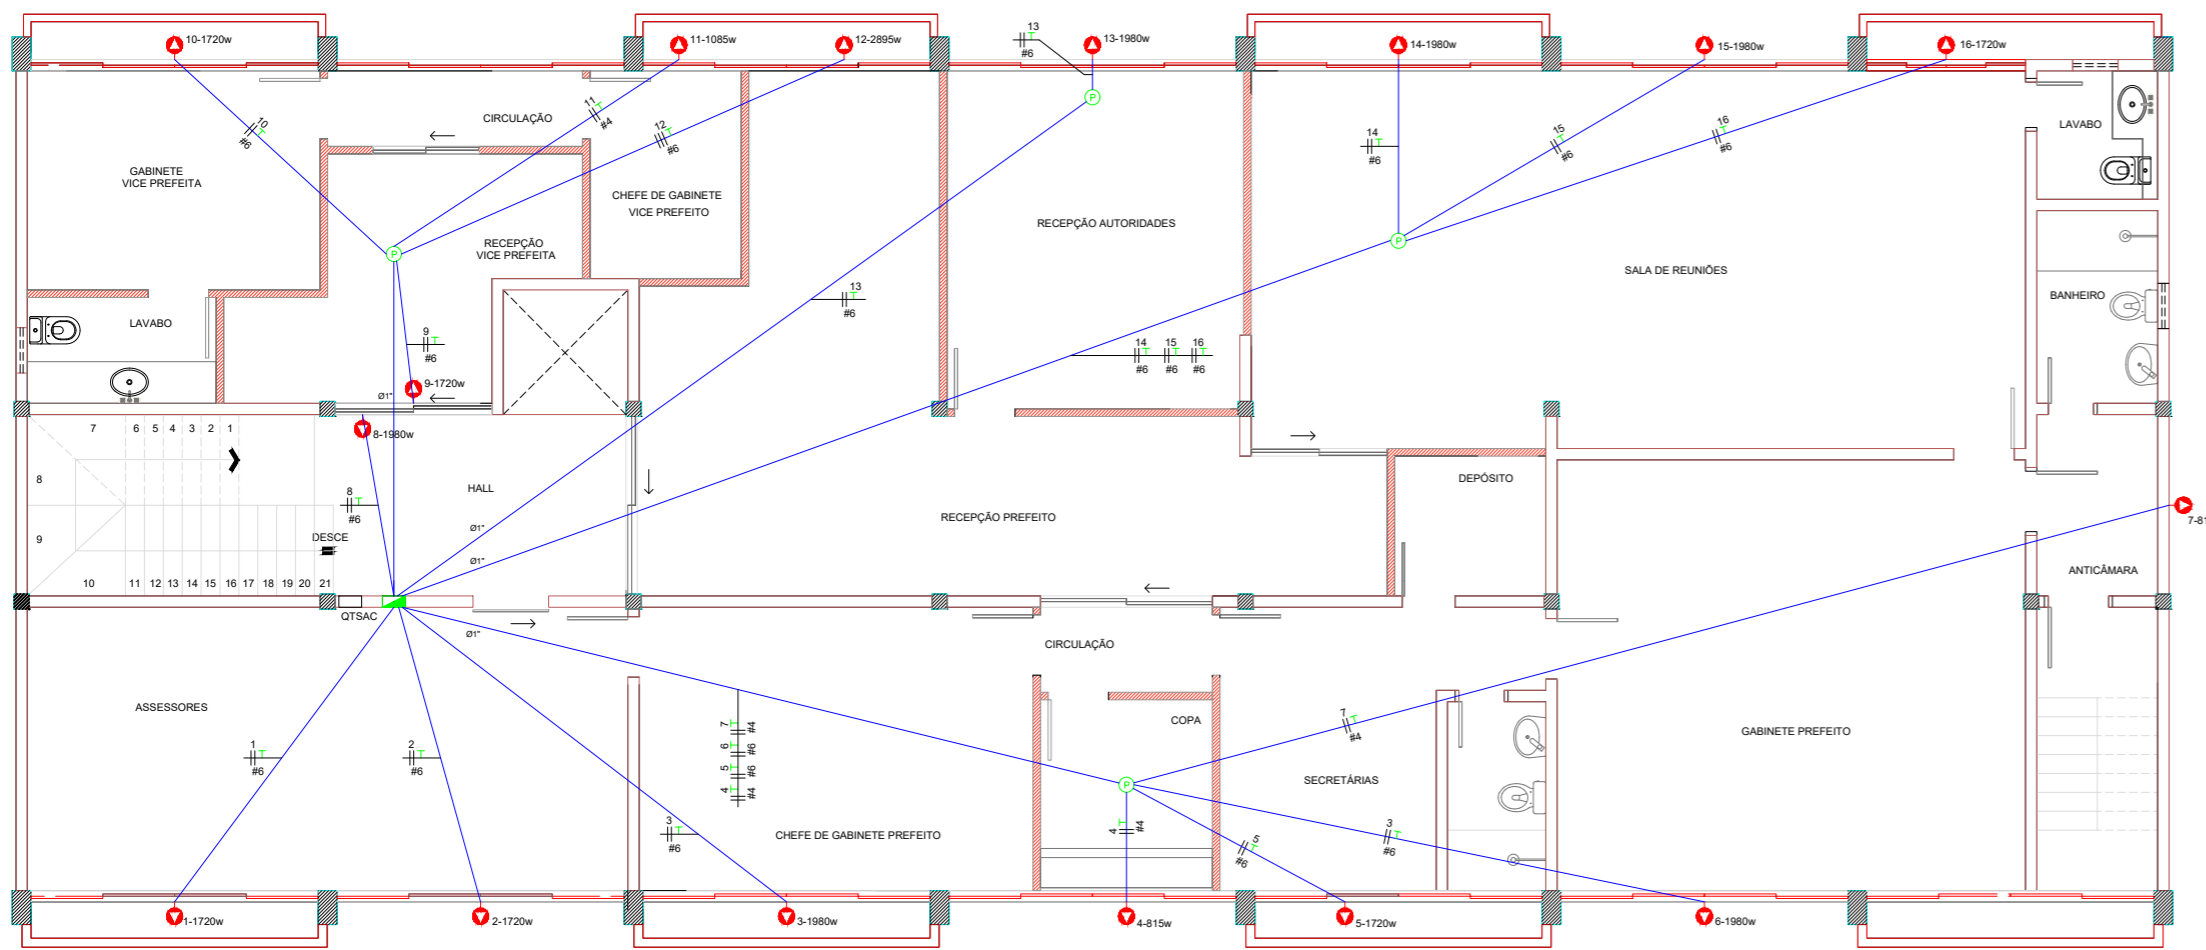 10-1720w
11-1085w
12-2895w
13
#6
13-1980w
14-1980w
15-1980w
16-1720w
10
#6
11
#4
12
#6
CIRCULAÇÃO
14
#6
15
#6
16
#6
LAVABO
GABINETE
VICE PREFEITA
CHEFE DE GABINETE
VICE PREFEITO
RECEPÇÃO AUTORIDADES
RECEPÇÃO
VICE PREFEITA
P
P
P
SALA DE REUNIÕES
BANHEIRO
13
#6
LAVABO
9
#6
14 15 16
#6 #6 #6
9-1720w
Ø1"
8-1980w
7 6 5 4 3 2 1
8
9
8
#6
HALL
DEPÓSITO
RECEPÇÃO PREFEITO
Ø1"
Ø1"
DESCE
7-81
ANTICÂMARA
10 11 12 13 14 15 16 17 18 19 20 21
QTSAC
Ø1"
CIRCULAÇÃO
ASSESSORES
COPA
7
#4
6
#6
5
#6
4
#4
7
#4
GABINETE PREFEITO
1
#6
2
#6
P
SECRETÁRIAS
3
#6
CHEFE DE GABINETE PREFEITO
4
#4
5
#6
3
#6
1-1720w
2-1720w
3-1980w
4-815w
5-1720w
6-1980w